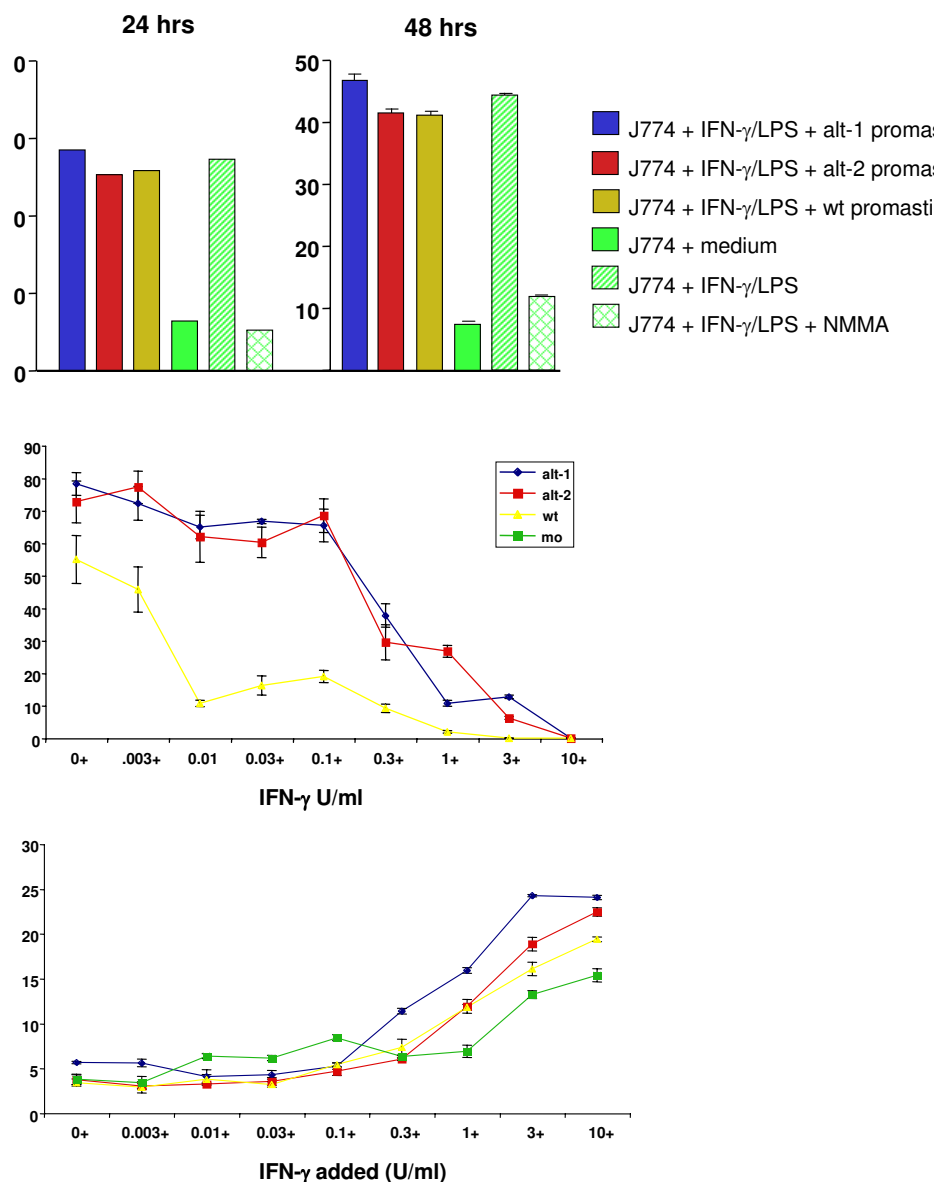 24 hrs
48 hrs
0
0
0
0
0
50
40
30
20
10
J774 + IFN-γ/LPS + alt-1 promas
J774 + IFN-γ/LPS + alt-2 promas
J774 + IFN-γ/LPS + wt promasti
J774 + medium
J774 + IFN-γ/LPS
J774 + IFN-γ/LPS + NMMA
90
80
70
60
50
40
30
20
10
0
alt-1
alt-2
wt
mo
0+ .003+ 0.01 0.03+ 0.1+ 0.3+ 1+ 3+ 10+
IFN-γ U/ml
30
25
20
15
10
5
0
0+ 0.003+ 0.01+ 0.03+ 0.1+ 0.3+ 1+ 3+ 10+
IFN-γ added (U/ml)